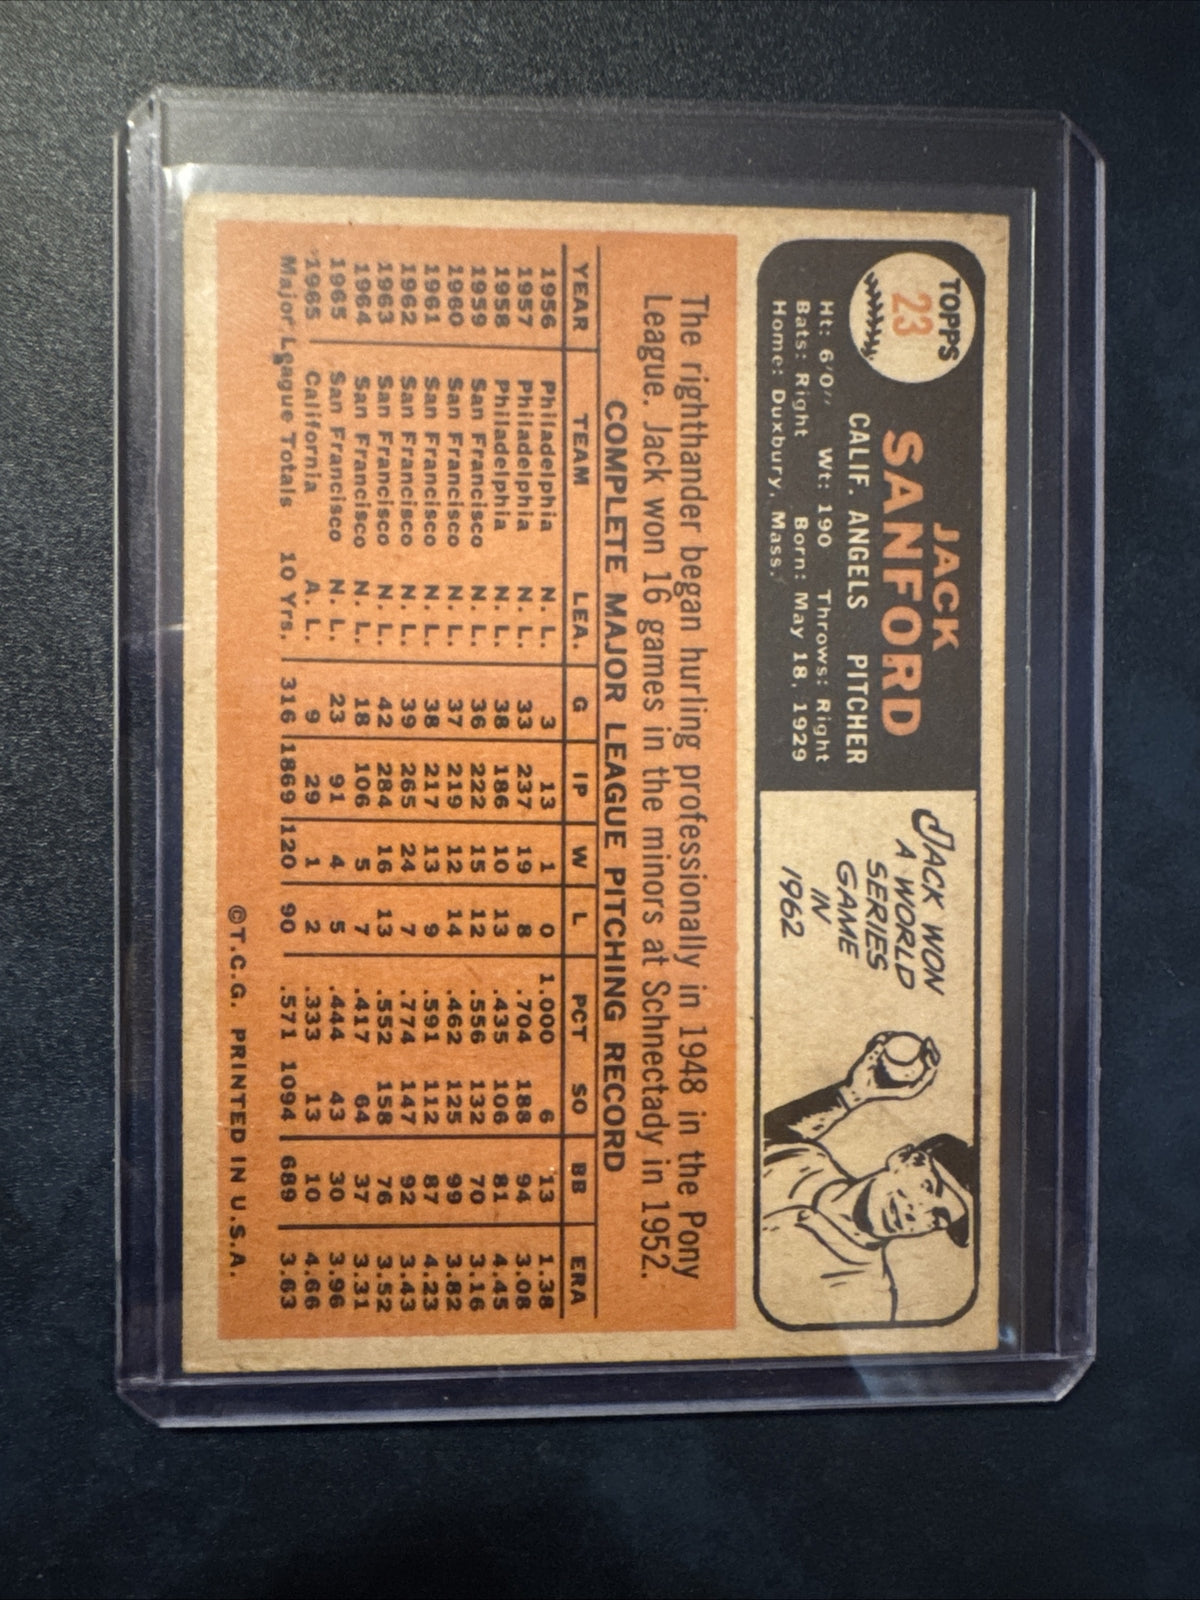 TOPPS
23
JACK
SANFORD
CALIF. ANGELS PITCHER
Ht: 6'0" Wt: 190 Throws: Right
Bats: Right Born: May 18, 1929
Home: Duxbury, Mass.
JACK WON
A WORLD
SERIES
GAME
IN
1962
The righthander began hurling professionally in 1948 in the Pony
League. Jack won 16 games in the minors at Schnectady in 1952.
COMPLETE MAJOR LEAGUE PITCHING RECORD
YEAR TEAM LEA. G IP W L PCT SO BB ERA
1956 Philadelphia N. L. 3 13 1 0 1.000 6 13 1.38
1957 Philadelphia N. L. 33 237 19 8 .704 188 94 3.08
1958 Philadelphia N. L. 38 186 10 13 .435 106 81 4.45
1959 San Francisco N. L. 36 222 15 12 .556 132 70 3.16
1960 San Francisco N. L. 37 219 12 14 .462 125 99 3.82
1961 San Francisco N. L. 38 217 13 9 .591 112 87 4.23
1962 San Francisco N. L. 39 265 24 7 .774 147 92 3.43
1963 San Francisco N. L. 42 284 16 13 .552 158 76 3.52
1964 San Francisco N. L. 18 106 5 7 .417 64 37 3.31
1965 San Francisco N. L. 23 91 4 5 .444 43 30 3.96
1965 California A. L. 9 29 1 2 .333 13 10 4.66
Major League Totals 10 Yrs. 316 1869 120 90 .571 1094 689 3.63
©T.C.G. PRINTED IN U.S.A.